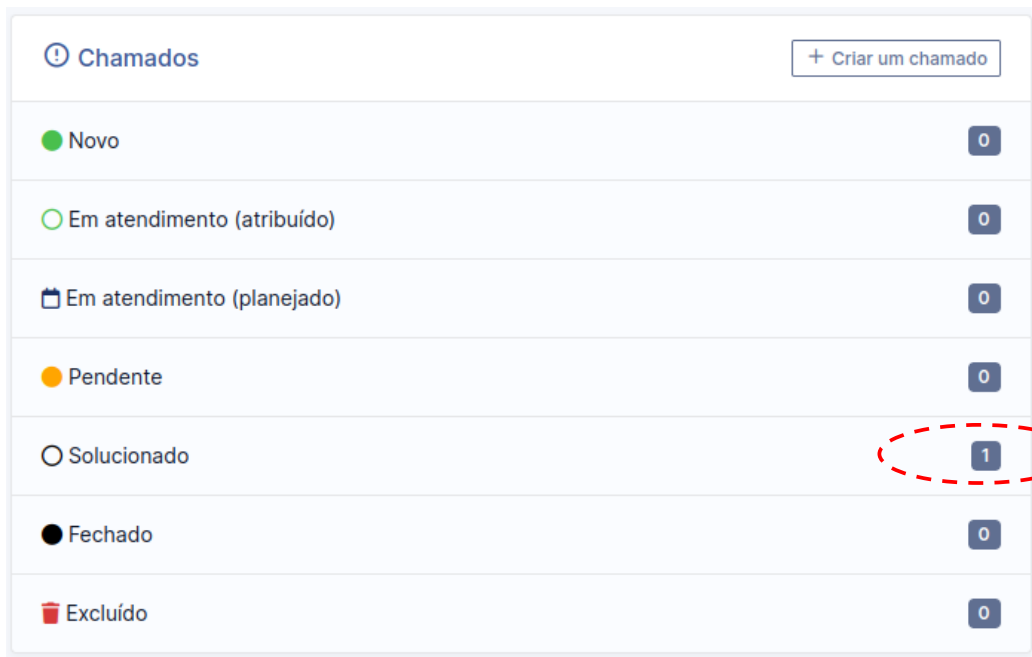 Chamados
+ Criar um chamado
Novo 0
Em atendimento (atribuído) 0
Em atendimento (planejado) 0
Pendente 0
Solucionado 1
Fechado 0
Excluído 0